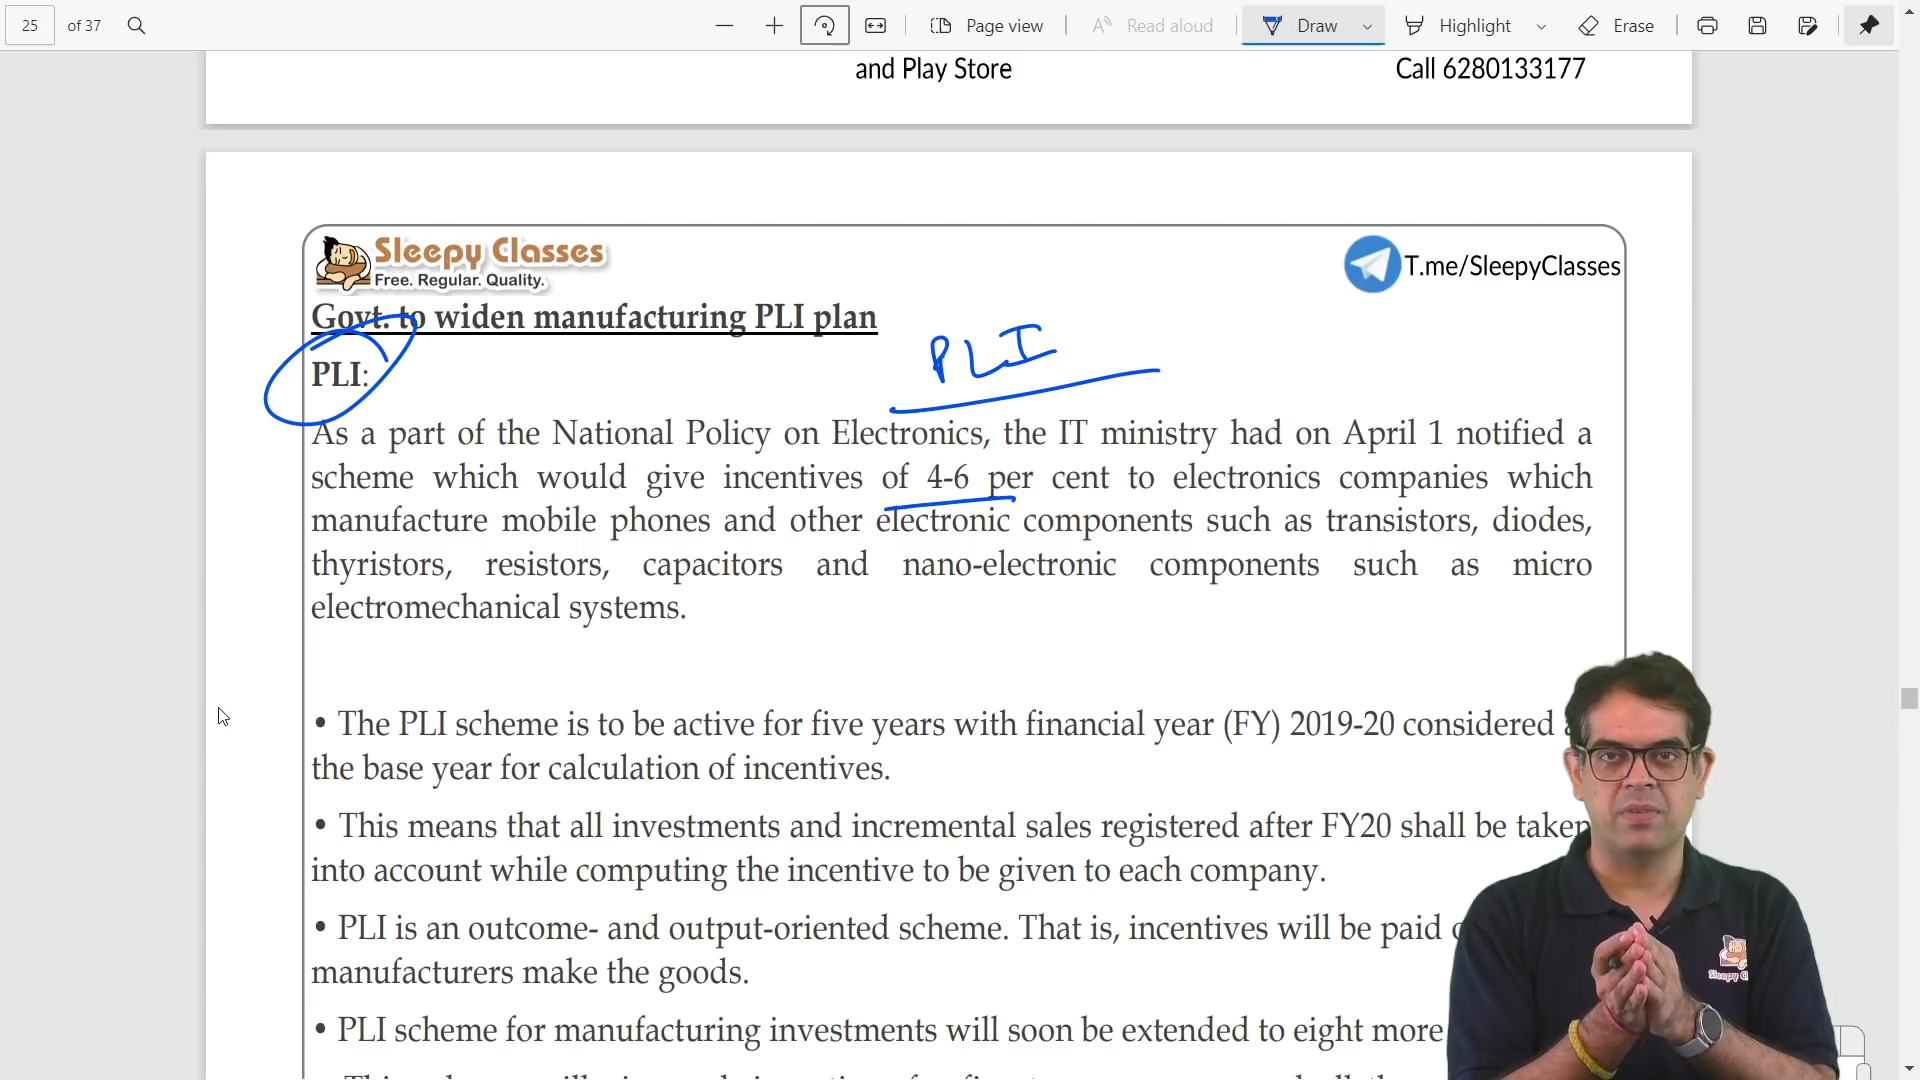 25 of 37 Page view Read aloud Draw Highlight Erase
and Play Store Call 6280133177
Sleepy Classes
Free. Regular. Quality.
T.me/SleepyClasses
Govt. to widen manufacturing PLI plan
PLI
PLI:
As a part of the National Policy on Electronics, the IT ministry had on April 1 notified a
scheme which would give incentives of 4-6 per cent to electronics companies which
manufacture mobile phones and other electronic components such as transistors, diodes,
thyristors, resistors, capacitors and nano-electronic components such as micro
electromechanical systems.
• The PLI scheme is to be active for five years with financial year (FY) 2019-20 considered
the base year for calculation of incentives.
• This means that all investments and incremental sales registered after FY20 shall be taken
into account while computing the incentive to be given to each company.
• PLI is an outcome- and output-oriented scheme. That is, incentives will be paid
manufacturers make the goods.
• PLI scheme for manufacturing investments will soon be extended to eight more